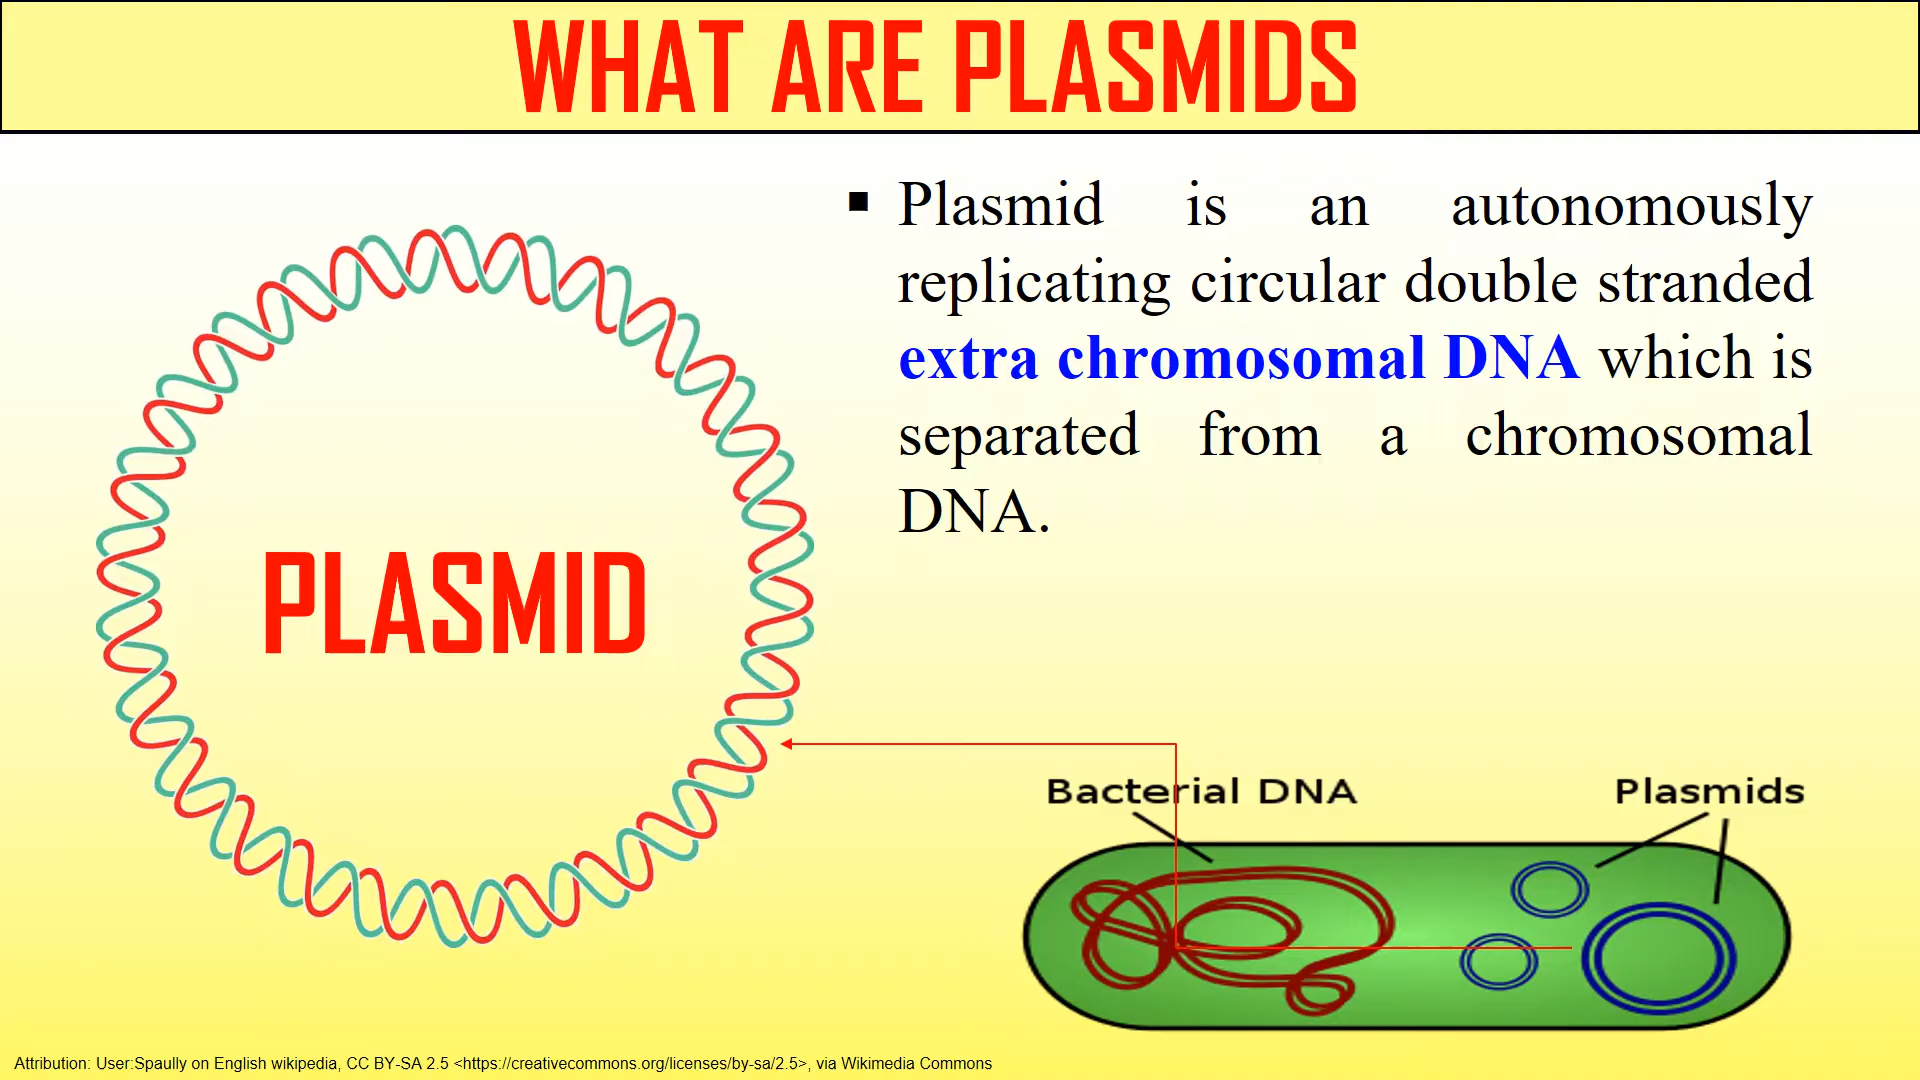 WHAT ARE PLASMIDS
▪ Plasmid is an autonomously
replicating circular double stranded
extra chromosomal DNA which is
separated from a chromosomal
DNA.
PLASMID
Bacterial DNA
Plasmids
Attribution: User:Spaully on English wikipedia, CC BY-SA 2.5 <https://creativecommons.org/licenses/by-sa/2.5>, via Wikimedia Commons